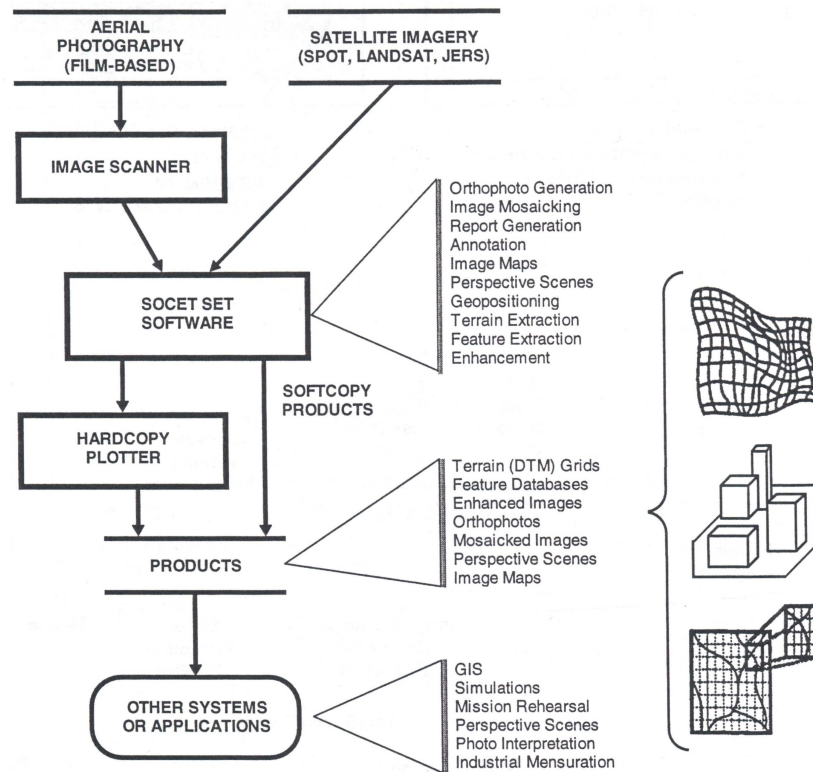 AERIAL
PHOTOGRAPHY
(FILM-BASED)
SATELLITE IMAGERY
(SPOT, LANDSAT, JERS)
IMAGE SCANNER
SOCET SET
SOFTWARE
Orthophoto Generation
Image Mosaicking
Report Generation
Annotation
Image Maps
Perspective Scenes
Geopositioning
Terrain Extraction
Feature Extraction
Enhancement
SOFTCOPY
PRODUCTS
HARDCOPY
PLOTTER
PRODUCTS
Terrain (DTM) Grids
Feature Databases
Enhanced Images
Orthophotos
Mosaicked Images
Perspective Scenes
Image Maps
OTHER SYSTEMS
OR APPLICATIONS
GIS
Simulations
Mission Rehearsal
Perspective Scenes
Photo Interpretation
Industrial Mensuration